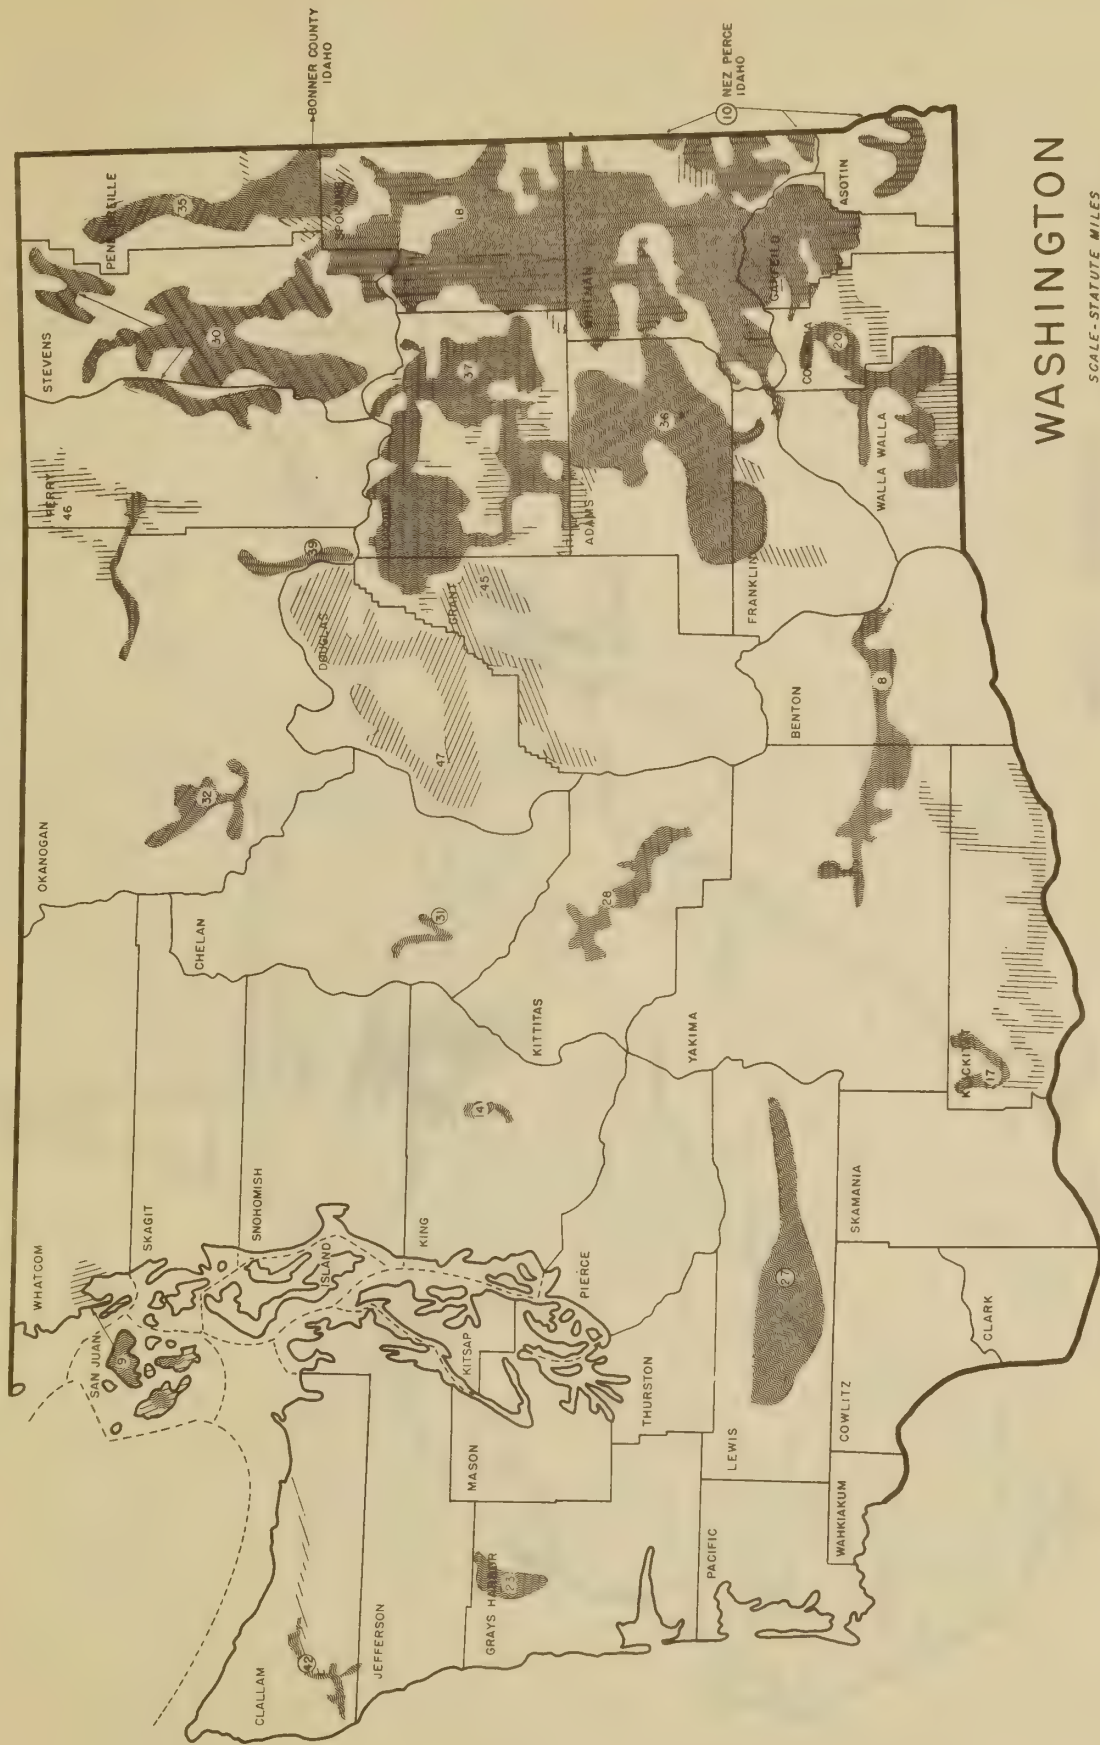 BONNER COUNTY
IDAHO
10 NEZ PERCE
IDAHO
WHATCOM
SKAGIT
SNOHOMISH
KING
PIERCE
SAN JUAN
9
ISLAND
KITSAP
MASON
THURSTON
CLALLAM
42
JEFFERSON
GRAYS HARBOR
23
PACIFIC
LEWIS
27
WAHKIAKUM
COWLITZ
CLARK
SKAMANIA
OKANOGAN
32
CHELAN
31
KITTITAS
28
41
YAKIMA
KLICKITAT
17
BENTON
8
DOUGLAS
47
GRANT
45
39
FERRY
46
STEVENS
30
PEND OREILLE
35
SPOKANE
18
37
WHITMAN
ADAMS
36
FRANKLIN
WALLA WALLA
COLUMBIA
20
GARFIELD
ASOTIN
WASHINGTON
SCALE-STATUTE MILES